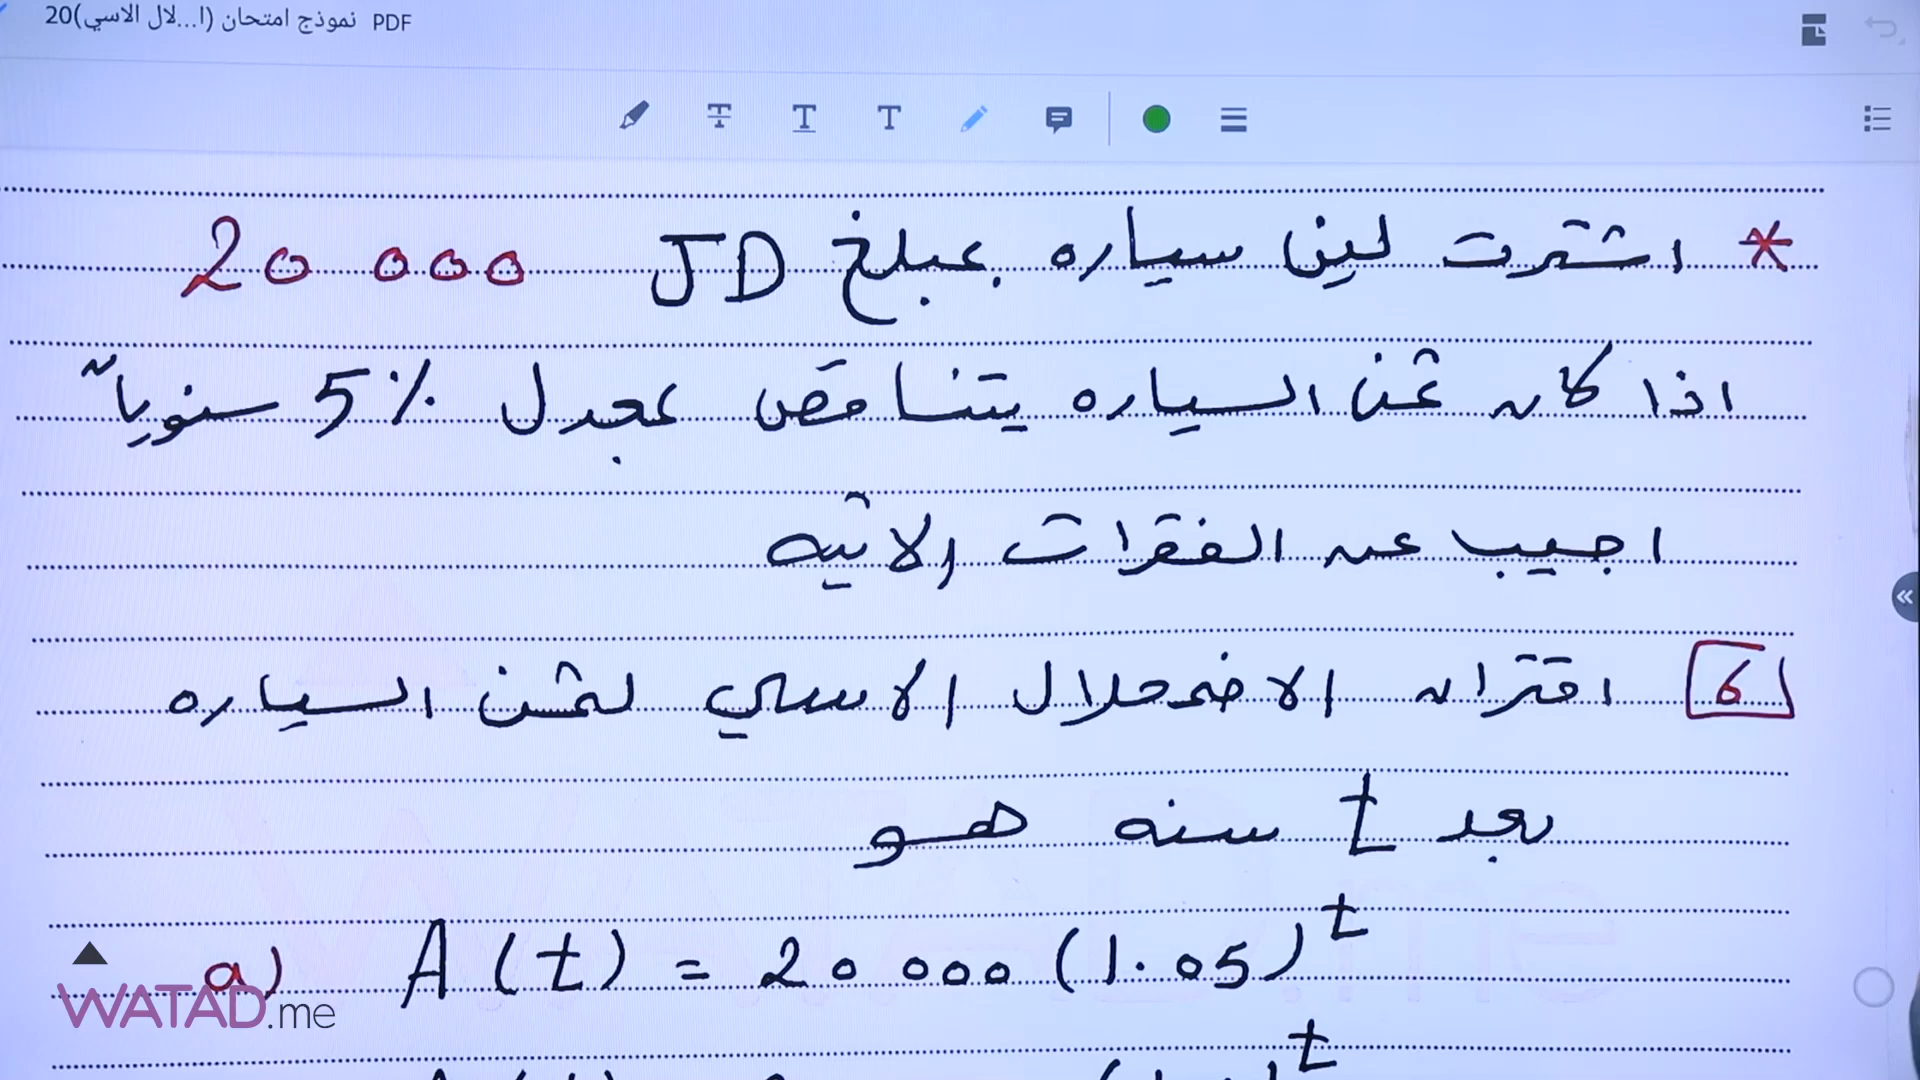 نموذج امتحان (ا...لال الاسي)20 PDF
* اشترت لين سياره بمبلغ JD 20 000
اذا كان ثمن السياره يتناقص بمعدل 5% سنوياً
اجيب عن الفقرات الاتيه
6 اقتران الاضمحلال الاسي لثمن السياره
بعد t سنه هو
a) A(t) = 20 000 (1.05)^t
WATAD.me